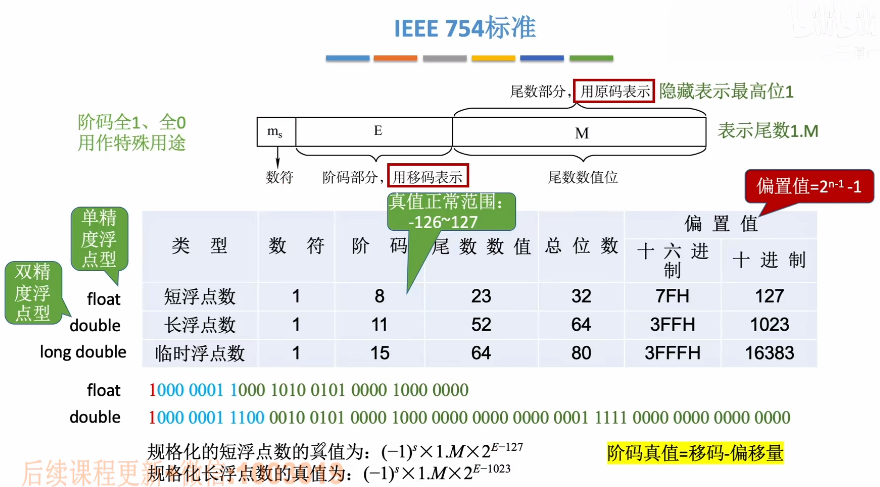 IEEE 754标准
尾数部分，用原码表示 隐藏表示最高位1
阶码全1、全0
用作特殊用途
mₛ E M
表示尾数1.M
数符 阶码部分，用移码表示 尾数数值位
偏置值=2ⁿ⁻¹ -1
真值正常范围：
-126~127
单精度浮点型
双精度浮点型
类 型 数 符 阶 码 尾 数 数 值 总 位 数 偏 置 值
十 六 进 制 十 进 制
float 短浮点数 1 8 23 32 7FH 127
double 长浮点数 1 11 52 64 3FFH 1023
long double 临时浮点数 1 15 64 80 3FFFH 16383
float 1000 0001 1000 1010 0101 0000 1000 0000
double 1000 0001 1100 0010 0101 0000 1000 0000 0000 0000 0001 1111 0000 0000 0000 0000
规格化的短浮点数的真值为：(−1)ˢ×1.M×2ᴱ⁻¹²⁷
规格化长浮点数的真值为：(−1)ˢ×1.M×2ᴱ⁻¹⁰²³
阶码真值=移码-偏移量
后续课程更新